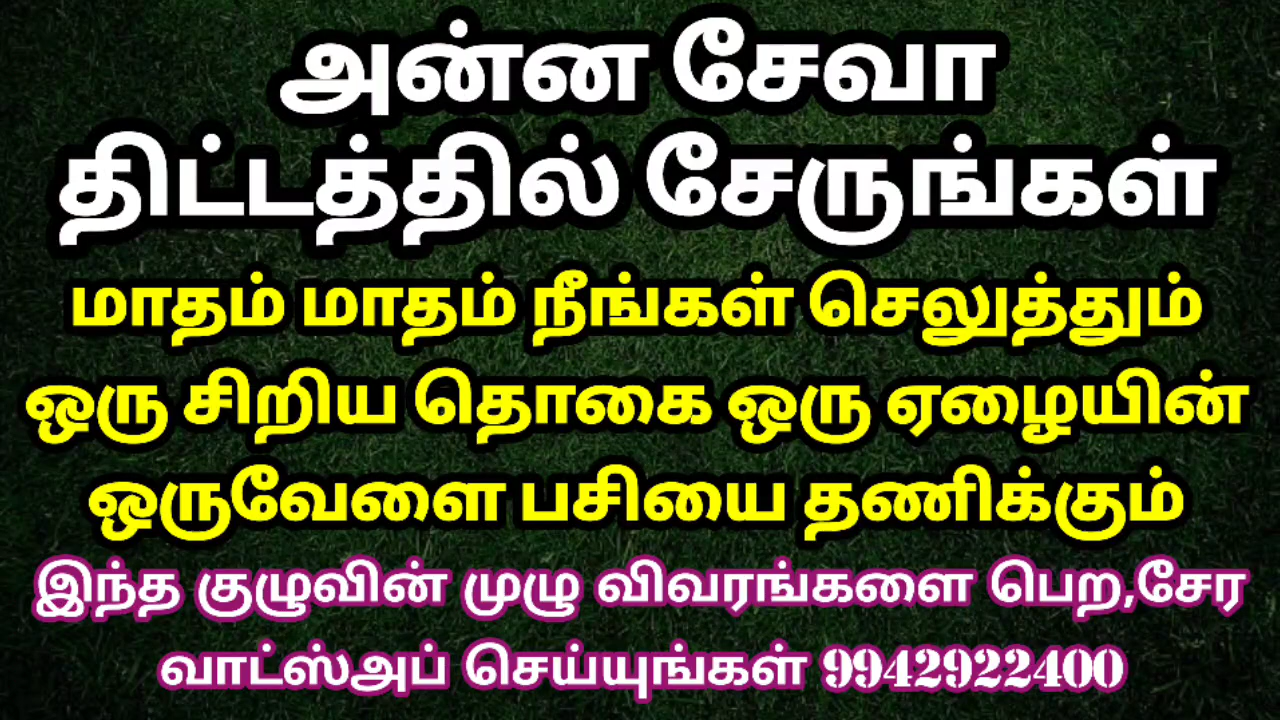 அன்ன சேவா
திட்டத்தில் சேருங்கள்
மாதம் மாதம் நீங்கள் செலுத்தும்
ஒரு சிறிய தொகை ஒரு ஏழையின்
ஒருவேளை பசியை தணிக்கும்
இந்த குழுவின் முழு விவரங்களை பெற,சேர
வாட்ஸ்அப் செய்யுங்கள் 9942922400